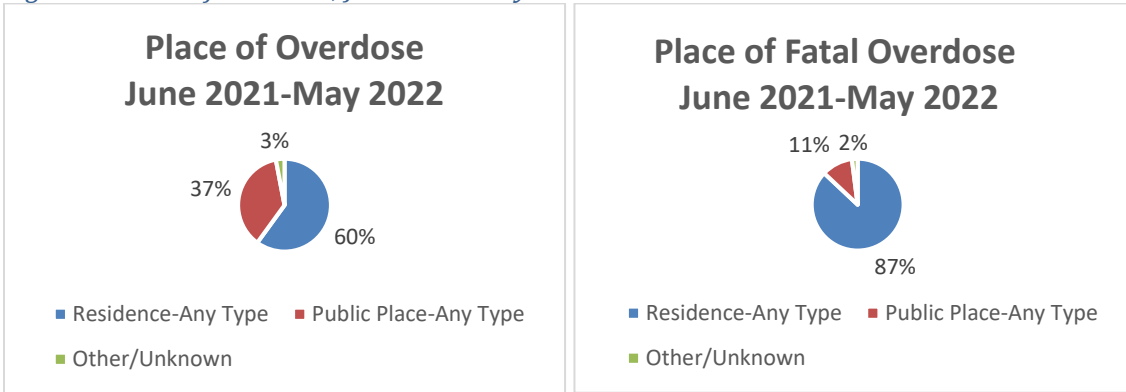 Place of Overdose
June 2021-May 2022
3%
37%
60%
Residence-Any Type
Public Place-Any Type
Other/Unknown
Place of Fatal Overdose
June 2021-May 2022
11%
2%
87%
Residence-Any Type
Public Place-Any Type
Other/Unknown